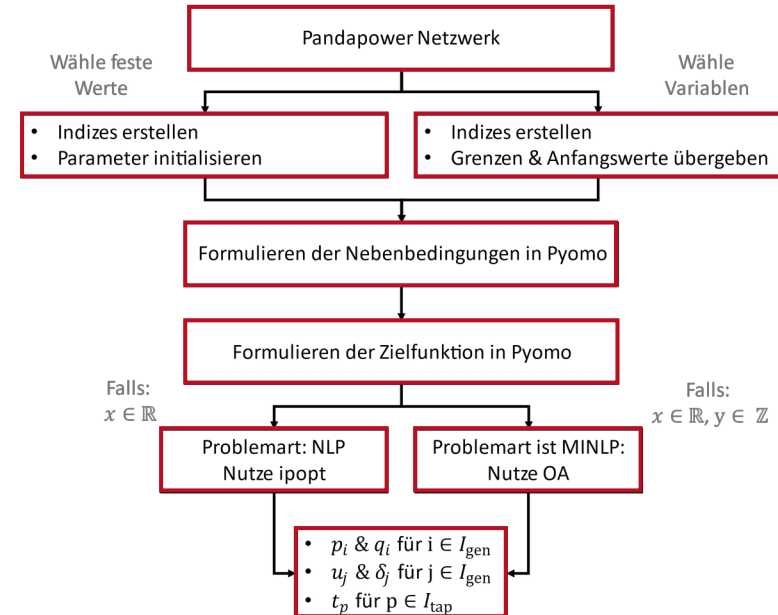 Pandapower Netzwerk
Wähle feste
Werte
Wähle
Variablen
• Indizes erstellen
• Parameter initialisieren
• Indizes erstellen
• Grenzen & Anfangswerte übergeben
Formulieren der Nebenbedingungen in Pyomo
Formulieren der Zielfunktion in Pyomo
Falls:
x ∈ ℝ
Falls:
x ∈ ℝ, y ∈ ℤ
Problemart: NLP
Nutze ipopt
Problemart ist MINLP:
Nutze OA
• p_i & q_i für i ∈ I_gen
• u_j & δ_j für j ∈ I_gen
• t_p für p ∈ I_tap